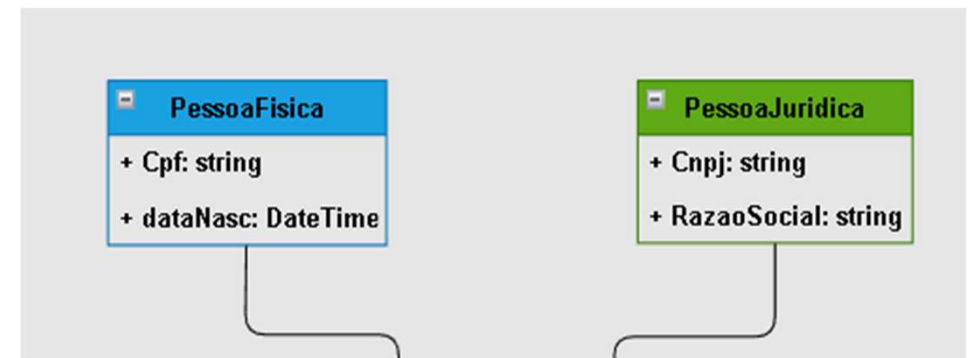 PessoaFisica
+ Cpf: string
+ dataNasc: DateTime
PessoaJuridica
+ Cnpj: string
+ RazaoSocial: string